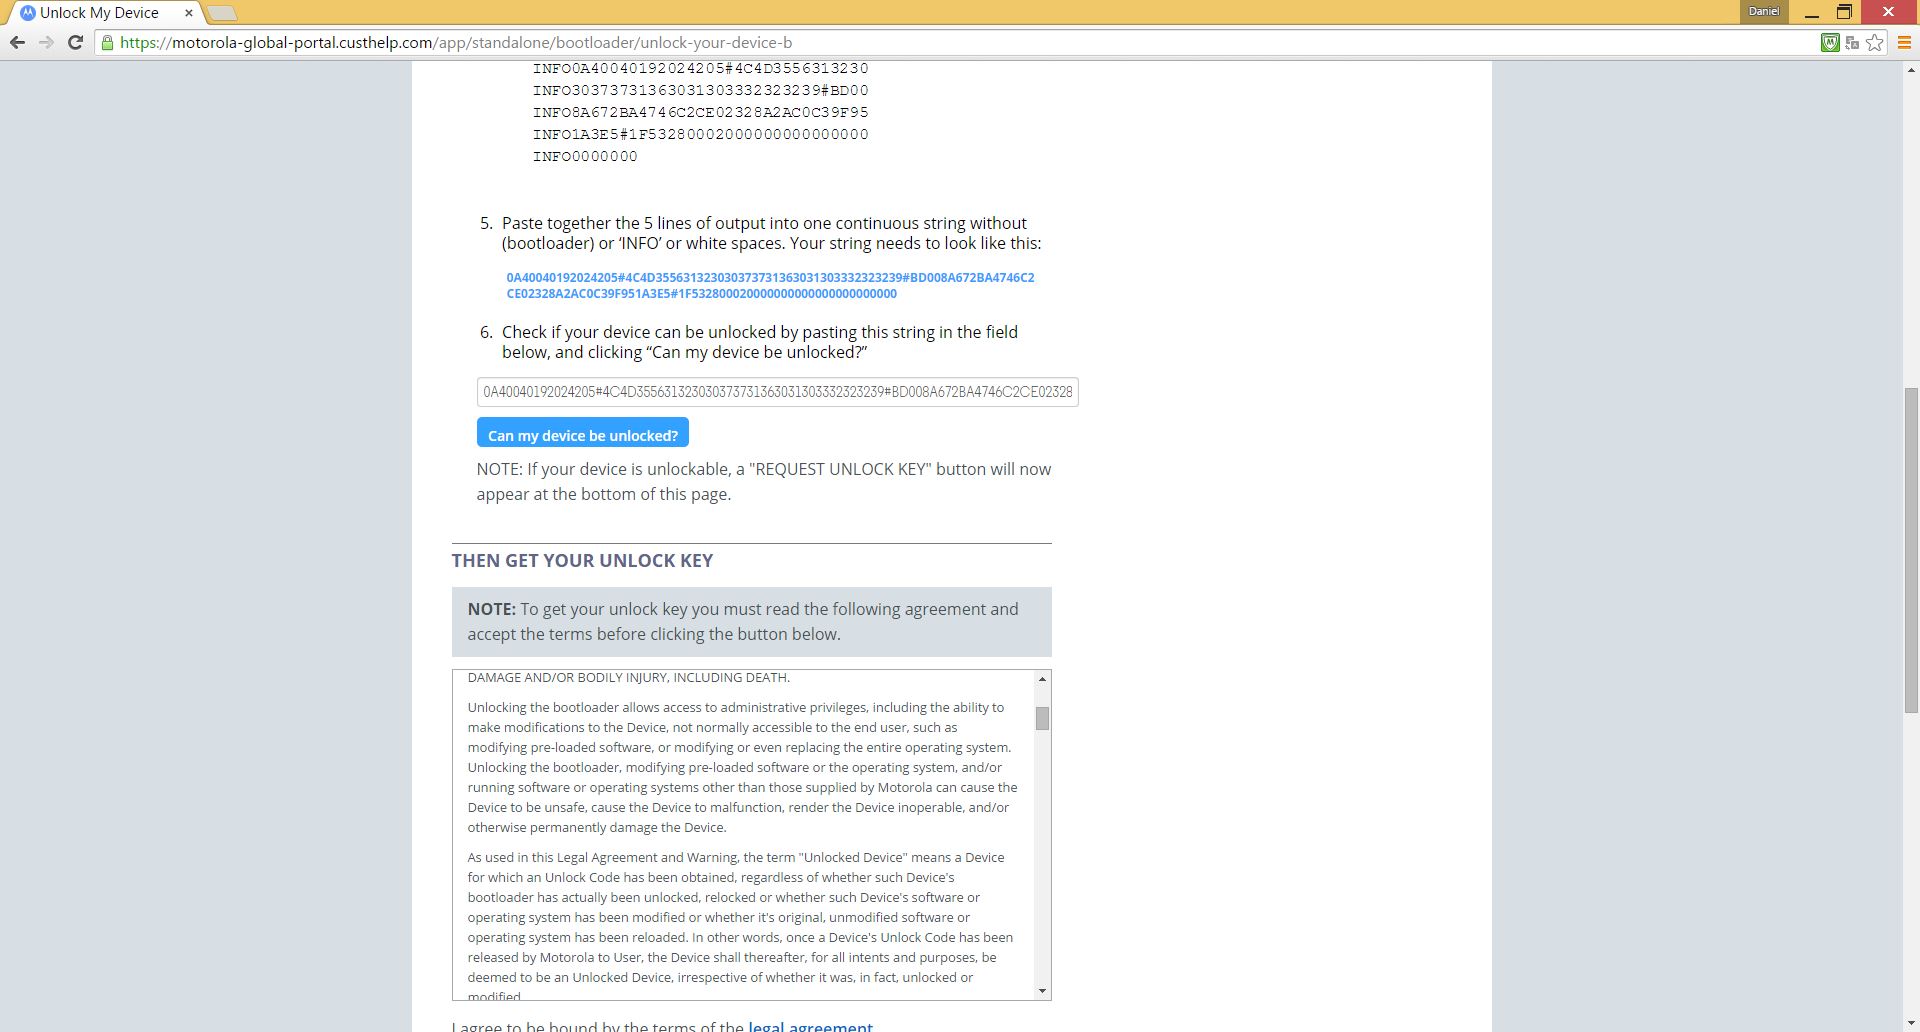 Unlock My Device
Daniel
https://motorola-global-portal.custhelp.com/app/standalone/bootloader/unlock-your-device-b
INFO0A40040192024205#4C4D3556313230
INFO30373731363031303332323239#BD00
INFO8A672BA4746C2CE02328A2AC0C39F95
INFO1A3E5#1F53280002000000000000000
INFO0000000
5. Paste together the 5 lines of output into one continuous string without
(bootloader) or ‘INFO’ or white spaces. Your string needs to look like this:
0A40040192024205#4C4D355631323030373731363031303332323239#BD008A672BA4746C2
CE02328A2AC0C39F951A3E5#1F532800020000000000000000000000
6. Check if your device can be unlocked by pasting this string in the field
below, and clicking “Can my device be unlocked?”
0A40040192024205#4C4D355631323030373731363031303332323239#BD008A672BA4746C2CE02328
Can my device be unlocked?
NOTE: If your device is unlockable, a "REQUEST UNLOCK KEY" button will now
appear at the bottom of this page.
THEN GET YOUR UNLOCK KEY
NOTE: To get your unlock key you must read the following agreement and
accept the terms before clicking the button below.
DAMAGE AND/OR BODILY INJURY, INCLUDING DEATH.
Unlocking the bootloader allows access to administrative privileges, including the ability to
make modifications to the Device, not normally accessible to the end user, such as
modifying pre-loaded software, or modifying or even replacing the entire operating system.
Unlocking the bootloader, modifying pre-loaded software or the operating system, and/or
running software or operating systems other than those supplied by Motorola can cause the
Device to be unsafe, cause the Device to malfunction, render the Device inoperable, and/or
otherwise permanently damage the Device.
As used in this Legal Agreement and Warning, the term "Unlocked Device" means a Device
for which an Unlock Code has been obtained, regardless of whether such Device's
bootloader has actually been unlocked, relocked or whether such Device's software or
operating system has been modified or whether it's original, unmodified software or
operating system has been reloaded. In other words, once a Device's Unlock Code has been
released by Motorola to User, the Device shall thereafter, for all intents and purposes, be
deemed to be an Unlocked Device, irrespective of whether it was, in fact, unlocked or
modified
I agree to be bound by the terms of the legal agreement